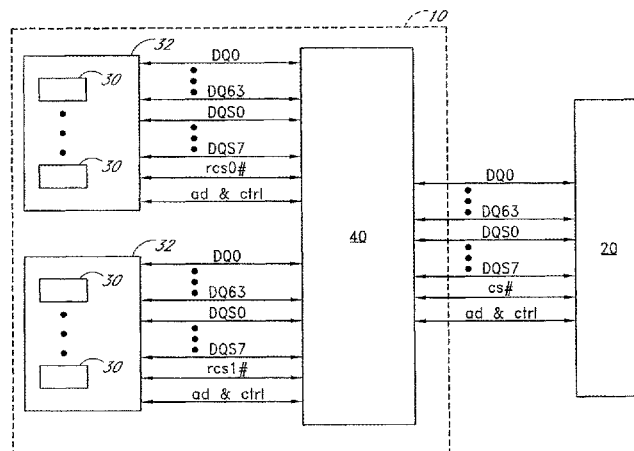 10
32
30
30
DQ0
DQ63
DQS0
DQS7
rcs0#
ad & ctrl
32
30
30
DQ0
DQ63
DQS0
DQS7
rcs1#
ad & ctrl
40
DQ0
DQ63
DQS0
DQS7
cs#
ad & ctrl
20